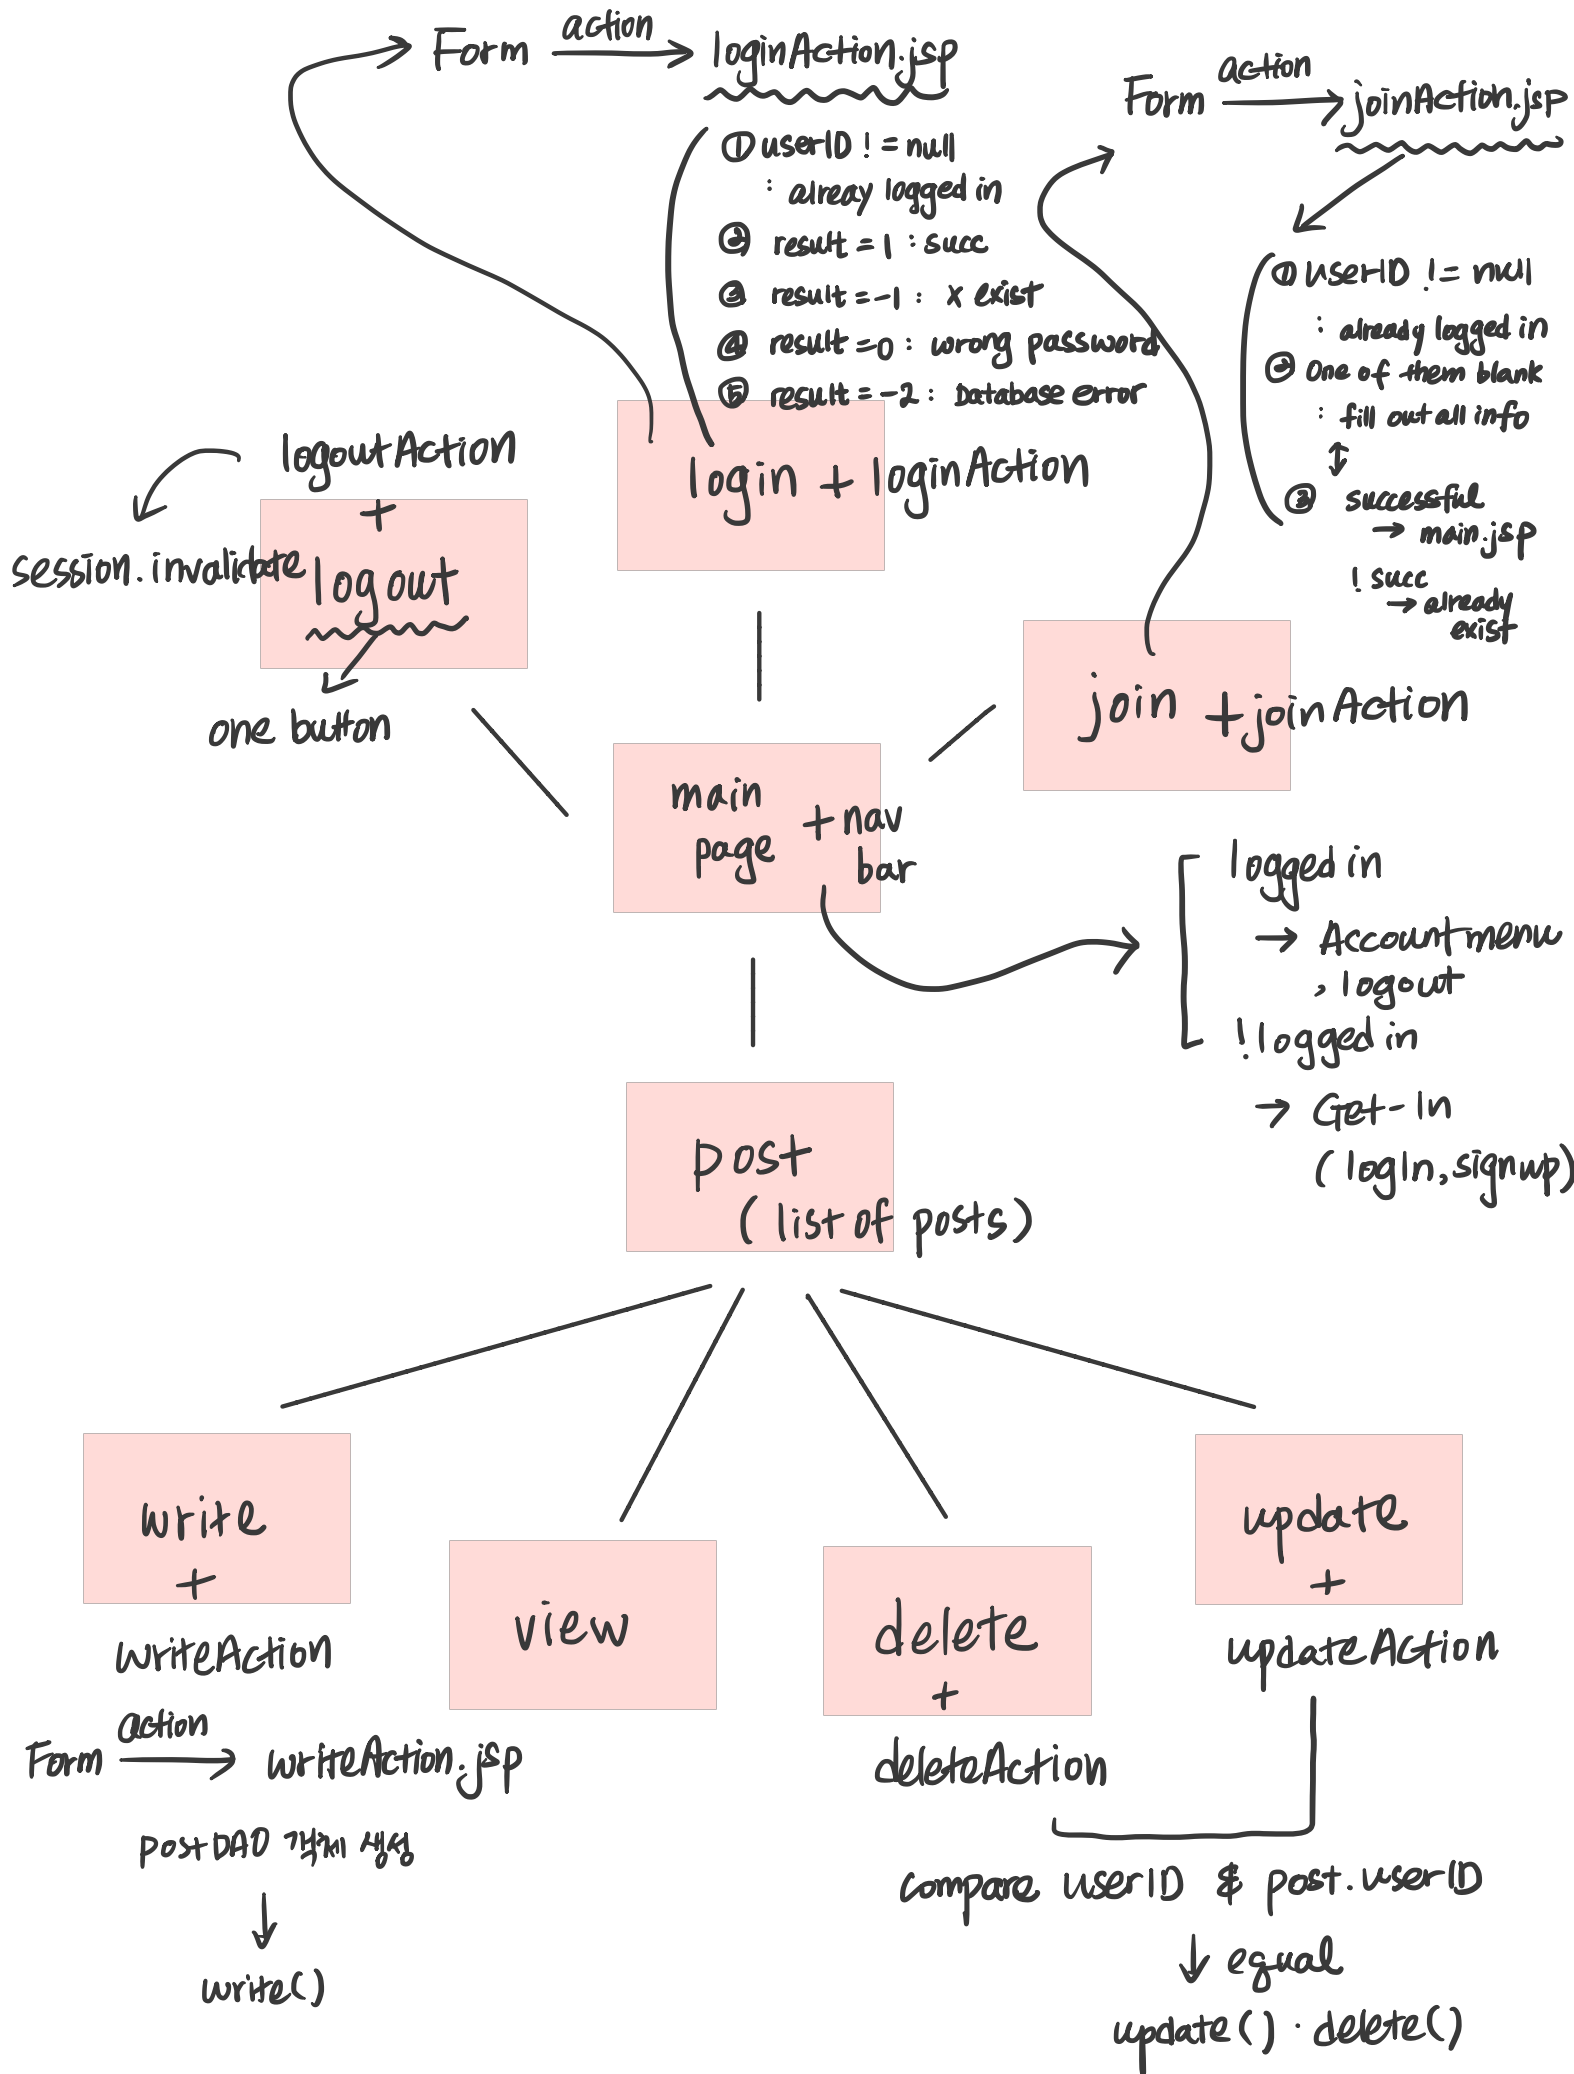 Form action loginAction.jsp
① userID != null
: alreay logged in
② result = 1 : succ
③ result = -1 : x exist
④ result = 0 : wrong password
⑤ result = -2 : Database error
Form action joinAction.jsp
① userID != null
: already logged in
② One of them blank
: fill out all info
③ successful
→ main.jsp
! succ
→ already
exist
logoutAction
+
logout
session.invalidate
one button
login + loginAction
join + joinAction
main
page
+ nav
bar
logged in
→ Account menu
, logout
! logged in
→ Get-In
(logIn, signup)
post
(list of posts)
write
+
writeAction
Form action writeAction.jsp
postDAO 객체 생성
↓
write()
view
delete
+
deleteAction
update
+
updateAction
compare userID & post.userID
↓ equal
update() · delete()